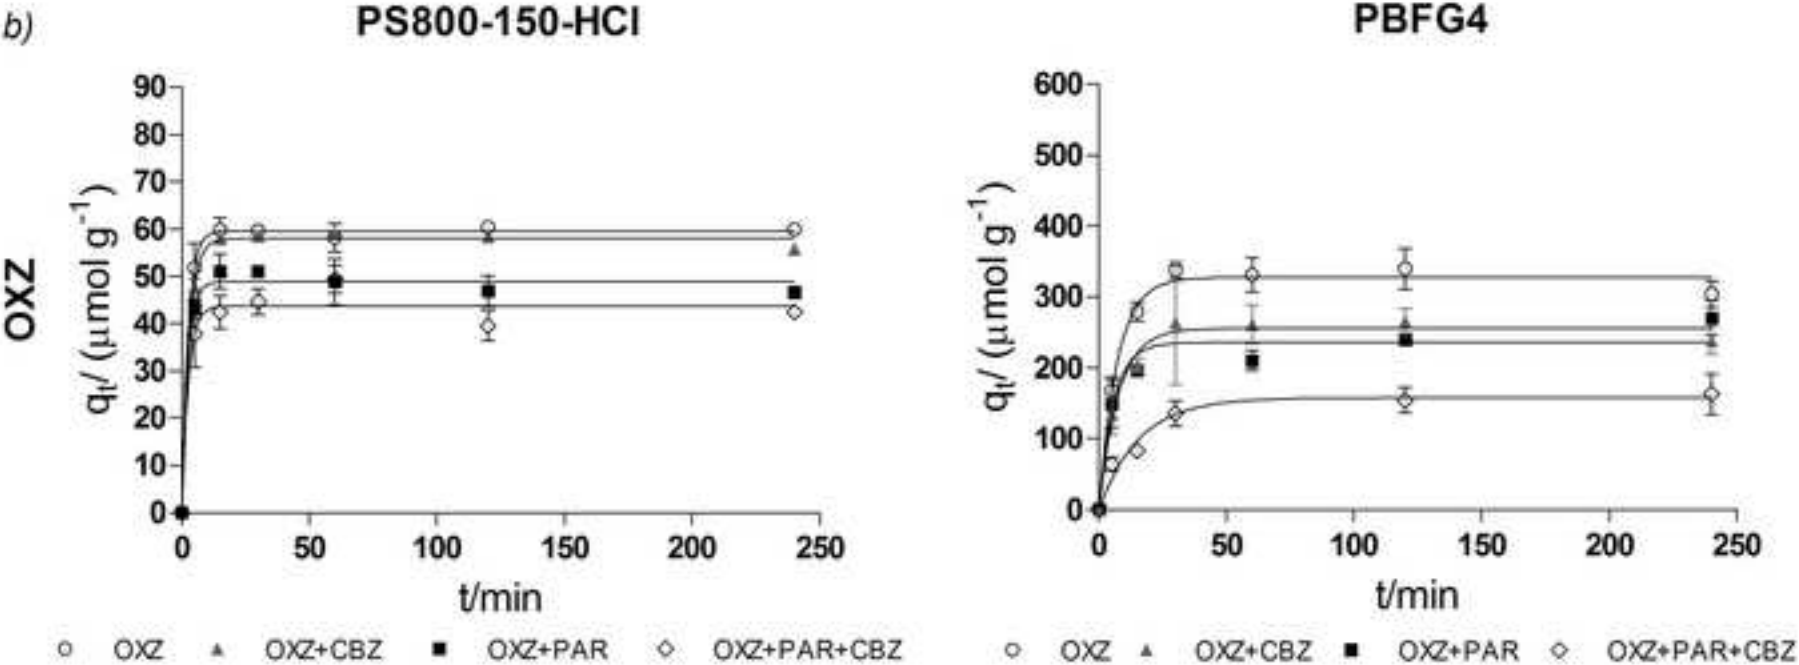 b)
PS800-150-HCl
PBFG4
OXZ
qt/ (μmol g-1)
90
80
70
60
50
40
30
20
10
0
0 50 100 150 200 250
t/min
○ OXZ ▲ OXZ+CBZ ■ OXZ+PAR ◇ OXZ+PAR+CBZ
qt/ (μmol g-1)
600
500
400
300
200
100
0
0 50 100 150 200 250
t/min
○ OXZ ▲ OXZ+CBZ ■ OXZ+PAR ◇ OXZ+PAR+CBZ